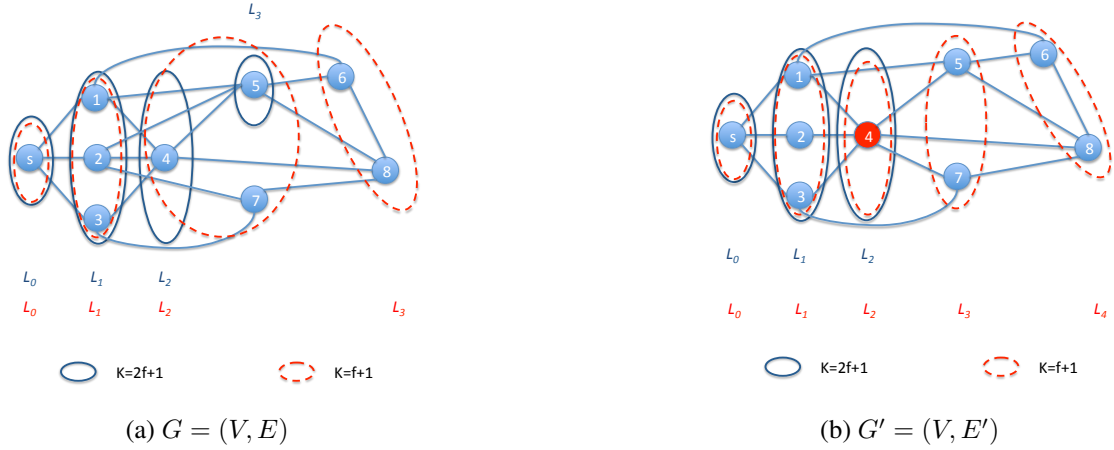 L3
1
2
3
4
5
6
7
8
s
L0
L1
L2
L0
L1
L2
L3
K=2f+1
K=f+1
(a) G = (V, E)
1
2
3
4
5
6
7
8
s
L0
L1
L2
L0
L1
L2
L3
L4
K=2f+1
K=f+1
(b) G′ = (V, E′)